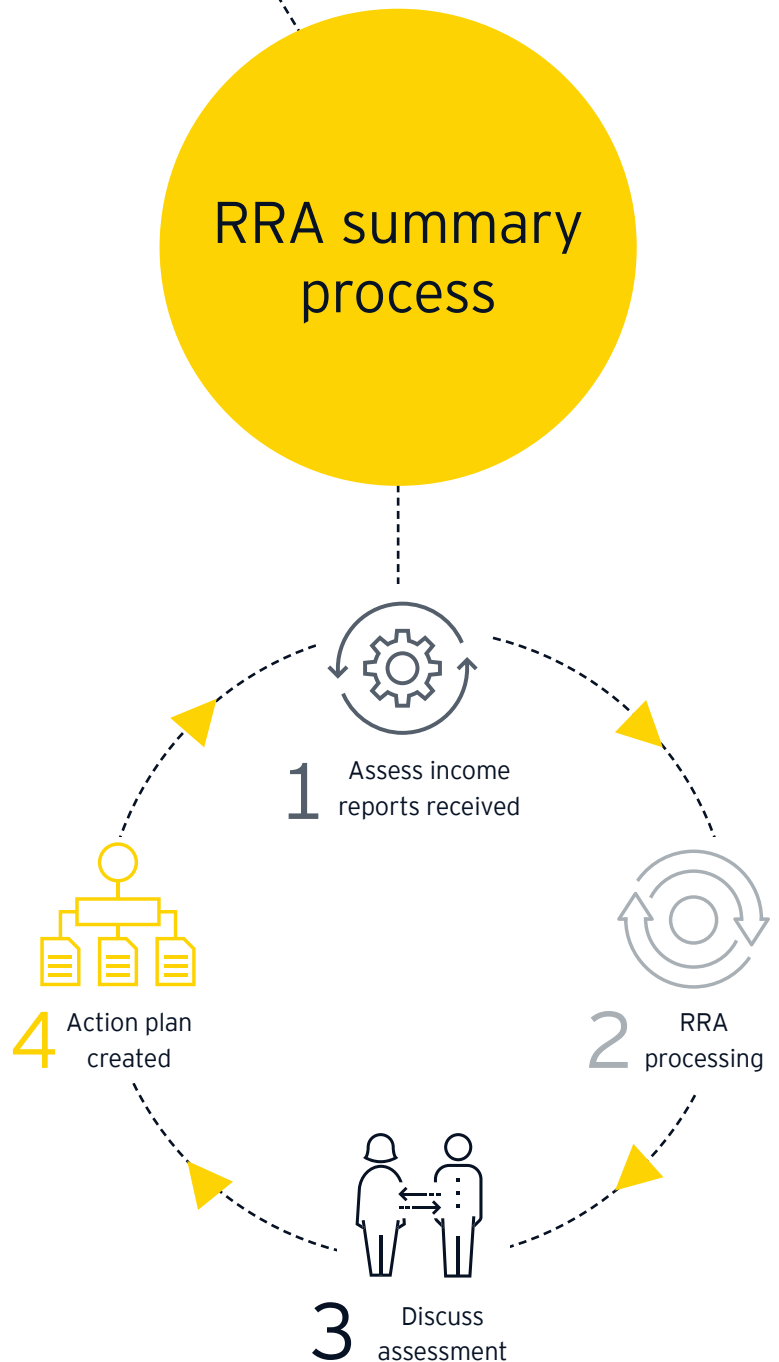 RRA summary
process
1
Assess income
reports received
2
RRA
processing
3
Discuss
assessment
4
Action plan
created